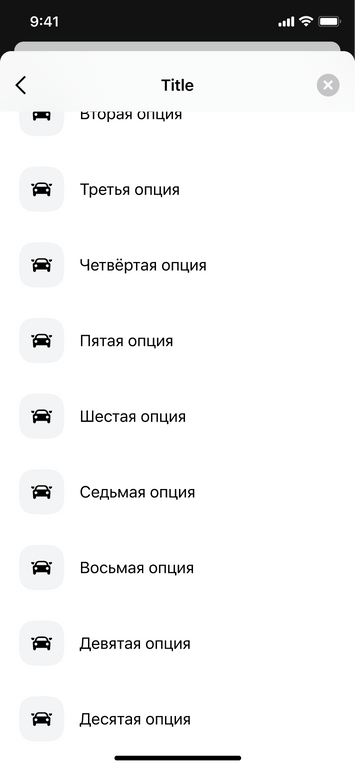 9:41
Title
Вторая опция
Третья опция
Четвёртая опция
Пятая опция
Шестая опция
Седьмая опция
Восьмая опция
Девятая опция
Десятая опция